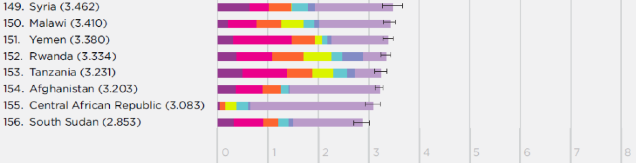 149. Syria (3.462)
150. Malawi (3.410)
151. Yemen (3.380)
152. Rwanda (3.334)
153. Tanzania (3.231)
154. Afghanistan (3.203)
155. Central African Republic (3.083)
156. South Sudan (2.853)
0 1 2 3 4 5 6 7 8